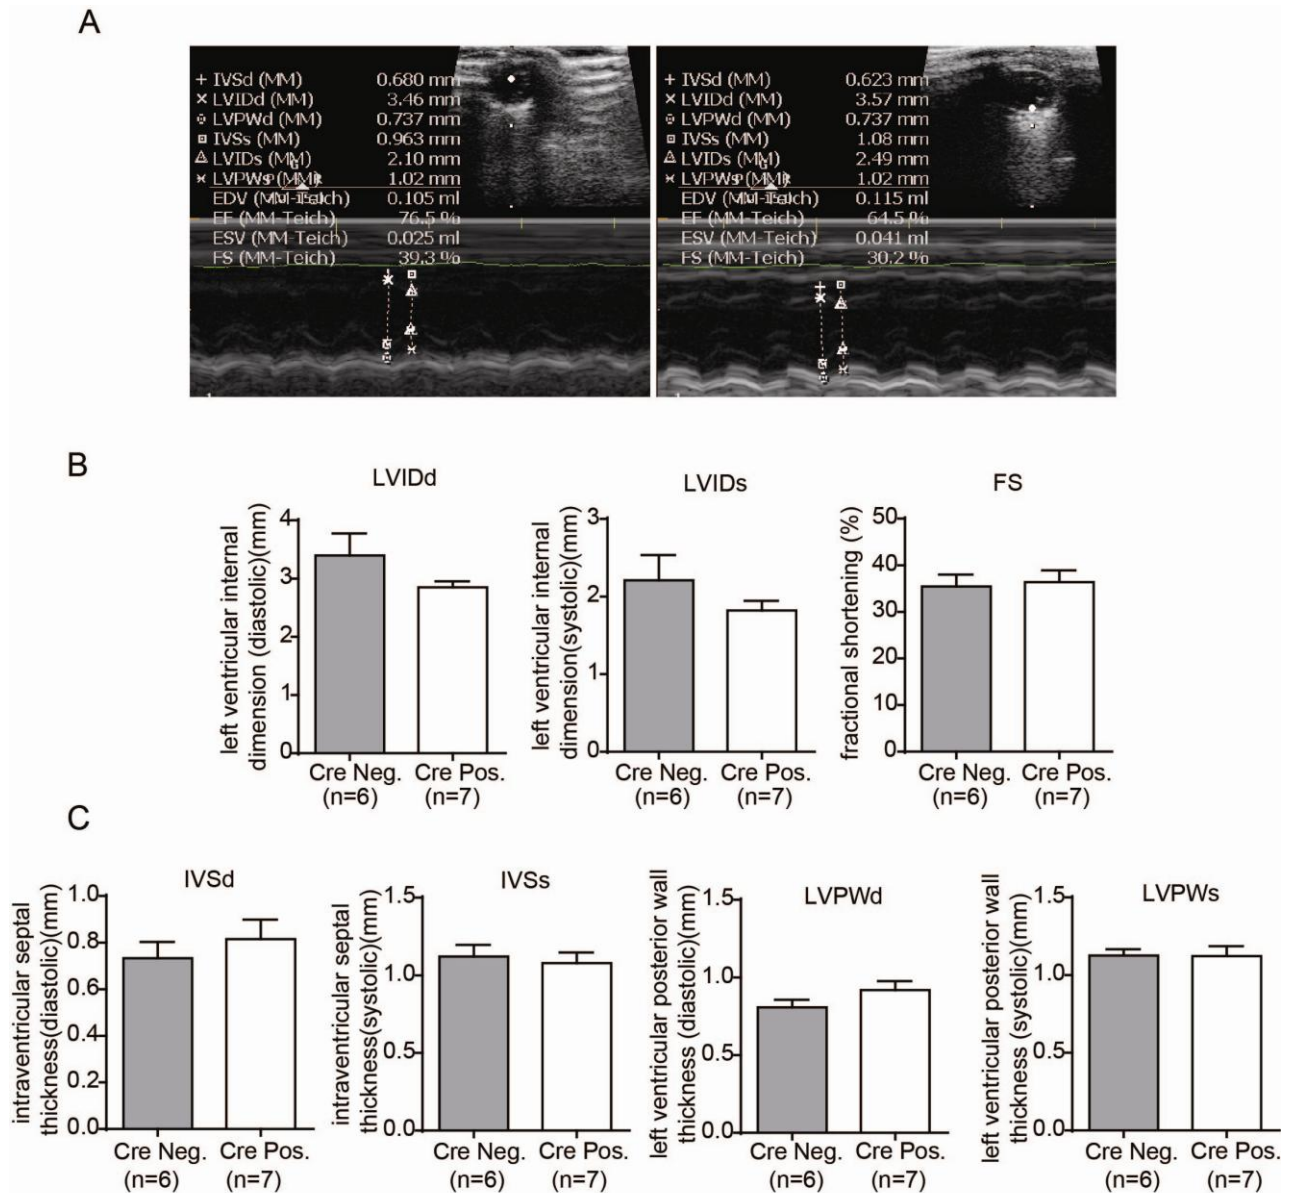 A
IVSd (MM) 0.680 mm
LVIDd (MM) 3.46 mm
LVPWd (MM) 0.737 mm
IVSs (MM) 0.963 mm
LVIDs (MM) 2.10 mm
LVPWs (MM) 1.02 mm
EDV (MM-Teich) 0.105 ml
EF (MM-Teich) 76.5 %
ESV (MM-Teich) 0.025 ml
FS (MM-Teich) 39.3 %
IVSd (MM) 0.623 mm
LVIDd (MM) 3.57 mm
LVPWd (MM) 0.737 mm
IVSs (MM) 1.08 mm
LVIDs (MM) 2.49 mm
LVPWs (MM) 1.02 mm
EDV (MM-Teich) 0.115 ml
EF (MM-Teich) 64.5 %
ESV (MM-Teich) 0.041 ml
FS (MM-Teich) 30.2 %
B
LVIDd
left ventricular internal
dimension (diastolic)(mm)
4
3
2
1
0
Cre Neg. Cre Pos.
(n=6) (n=7)
LVIDs
left ventricular internal
dimension(systolic)(mm)
3
2
1
0
Cre Neg. Cre Pos.
(n=6) (n=7)
FS
fractional shortening (%)
50
40
30
20
10
0
Cre Neg. Cre Pos.
(n=6) (n=7)
C
IVSd
intraventricular septal
thickness(diastolic)(mm)
1.0
0.8
0.6
0.4
0.2
0.0
Cre Neg. Cre Pos.
(n=6) (n=7)
IVSs
intraventricular septal
thickness(systolic)(mm)
1.5
1.0
0.5
0.0
Cre Neg. Cre Pos.
(n=6) (n=7)
LVPWd
left ventricular posterior wall
thickness (diastolic)(mm)
1.5
1.0
0.5
0.0
Cre Neg. Cre Pos.
(n=6) (n=7)
LVPWs
left ventricular posterior wall
thickness (systolic)(mm)
1.5
1.0
0.5
0.0
Cre Neg. Cre Pos.
(n=6) (n=7)